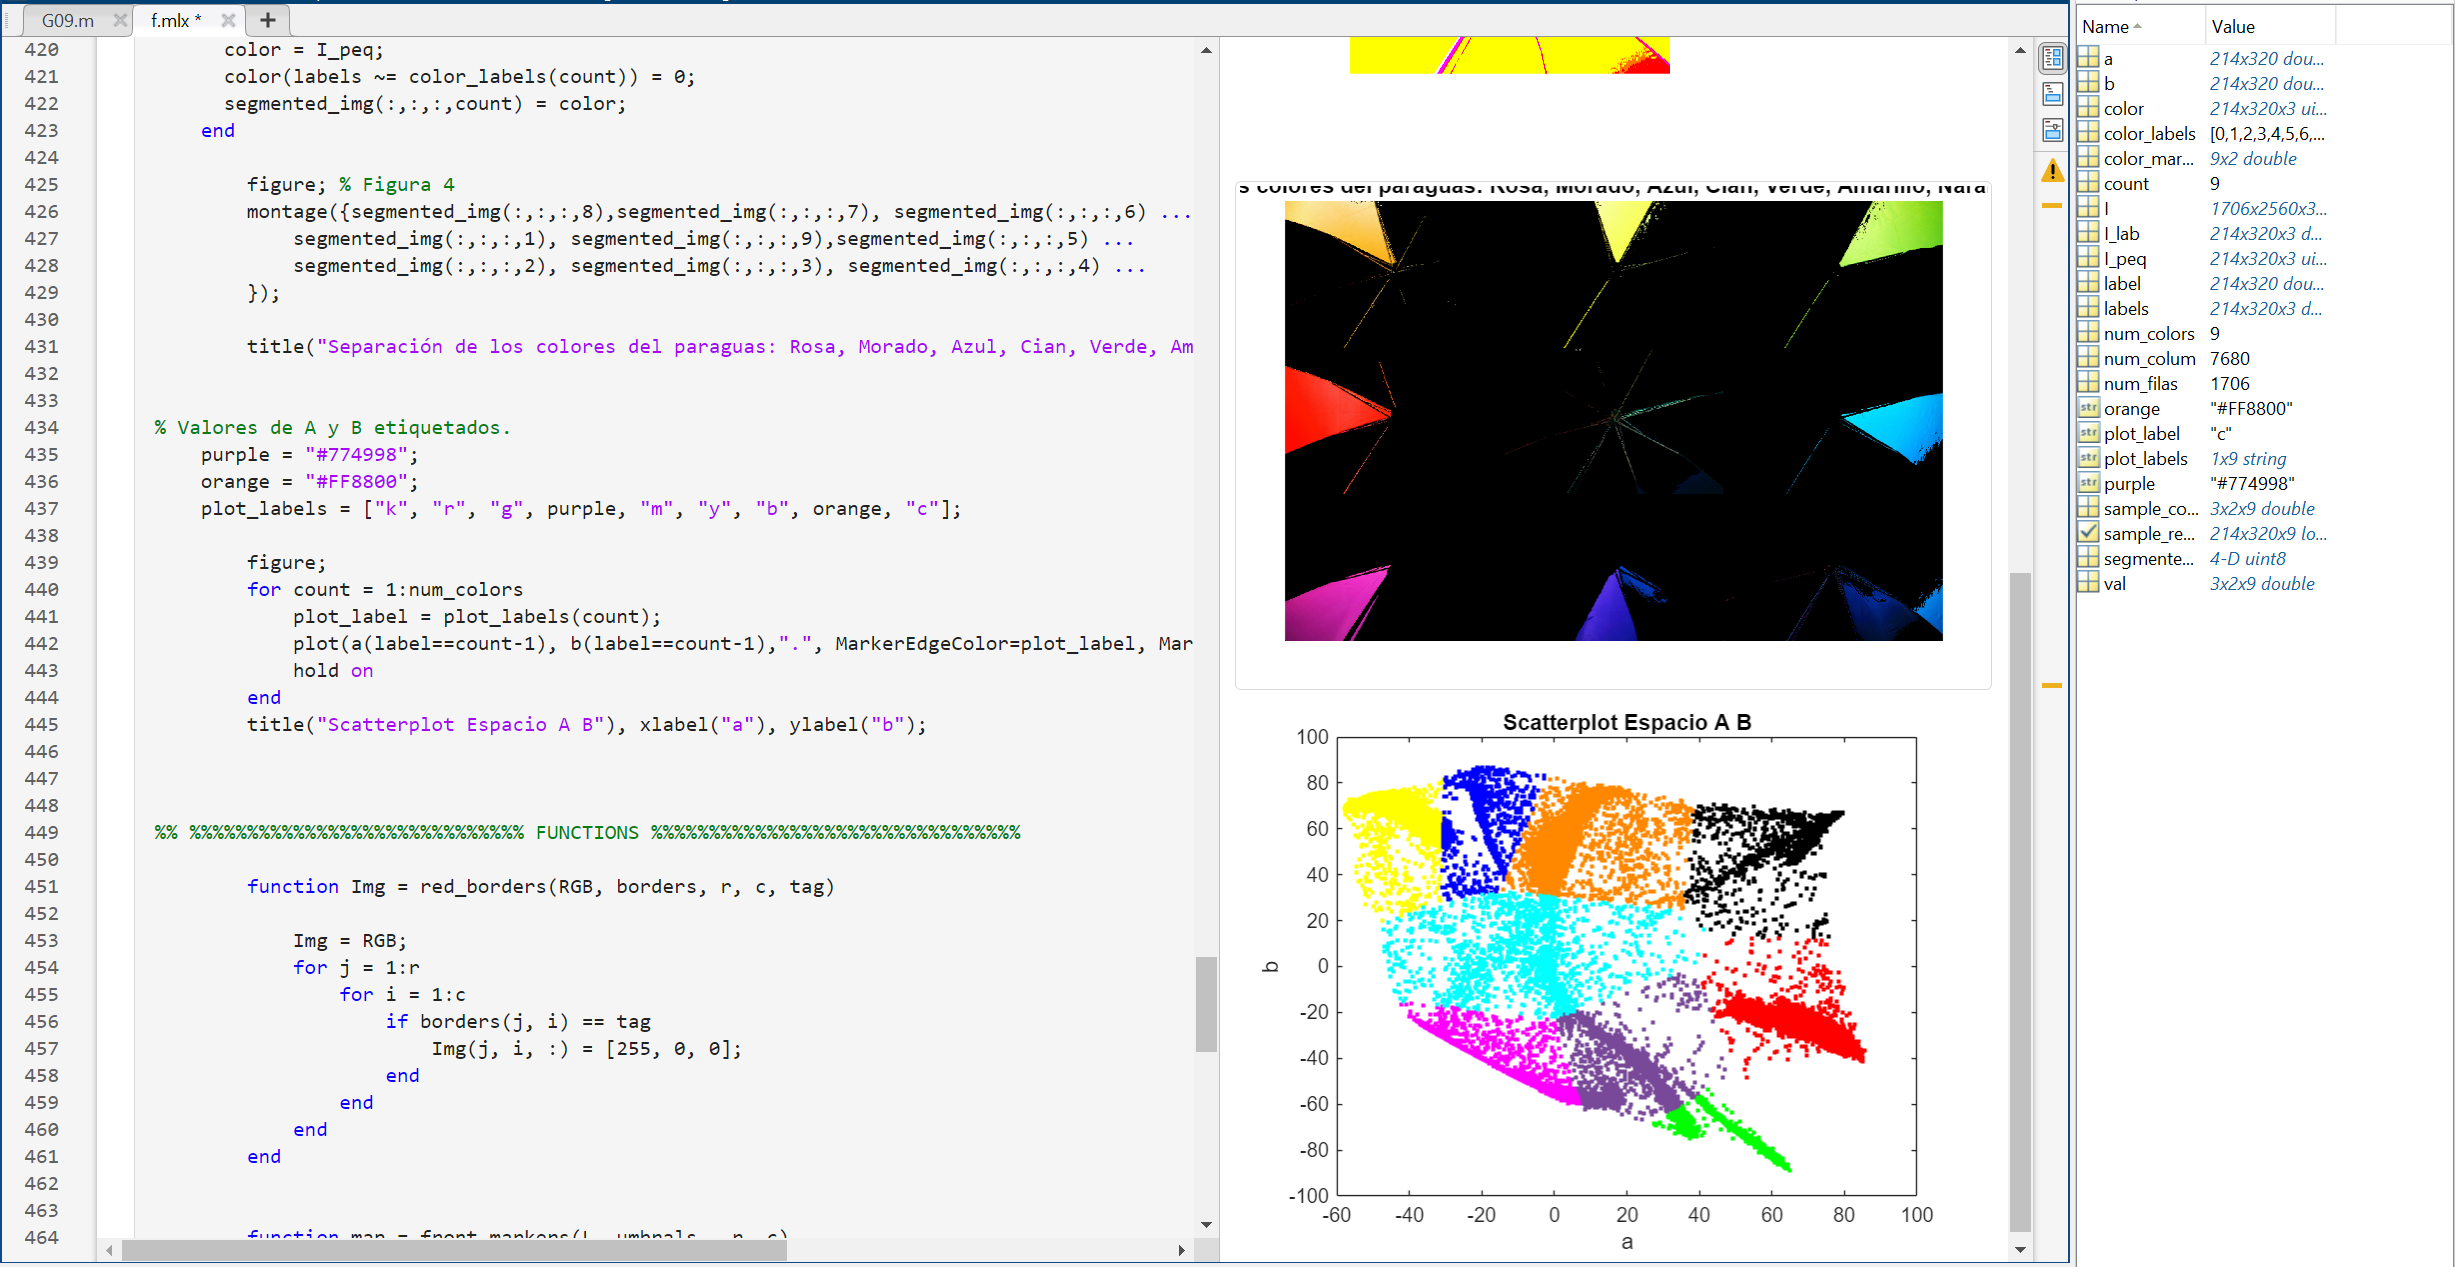 G09.m
f.mlx *
420 color = I_peq;
421 color(labels ~= color_labels(count)) = 0;
422 segmented_img(:,:,:,count) = color;
423 end
424
425 figure; % Figura 4
426 montage({segmented_img(:,:,:,8),segmented_img(:,:,:,7), segmented_img(:,:,:,6) ...
427 segmented_img(:,:,:,1), segmented_img(:,:,:,9),segmented_img(:,:,:,5) ...
428 segmented_img(:,:,:,2), segmented_img(:,:,:,3), segmented_img(:,:,:,4) ...
429 });
430
431 title("Separación de los colores del paraguas: Rosa, Morado, Azul, Cian, Verde, Am
432
433
434 % Valores de A y B etiquetados.
435 purple = "#774998";
436 orange = "#FF8800";
437 plot_labels = ["k", "r", "g", purple, "m", "y", "b", orange, "c"];
438
439 figure;
440 for count = 1:num_colors
441 plot_label = plot_labels(count);
442 plot(a(label==count-1), b(label==count-1),".", MarkerEdgeColor=plot_label, Mar
443 hold on
444 end
445 title("Scatterplot Espacio A B"), xlabel("a"), ylabel("b");
446
447
448
449 %% %%%%%%%%%%%%%%%%%%%%%%%%%%%%% FUNCTIONS %%%%%%%%%%%%%%%%%%%%%%%%%%%%%%%%
450
451 function Img = red_borders(RGB, borders, r, c, tag)
452
453 Img = RGB;
454 for j = 1:r
455 for i = 1:c
456 if borders(j, i) == tag
457 Img(j, i, :) = [255, 0, 0];
458 end
459 end
460 end
461 end
462
463
464 function map = front_markers(L, umbrals, r, c)
s colores del paraguas: Rosa, Morado, Azul, Cian, Verde, Amarillo, Nara
Scatterplot Espacio A B
100
80
60
40
20
0
-20
-40
-60
-80
-100
b
-60 -40 -20 0 20 40 60 80 100
a
Name Value
a 214x320 dou...
b 214x320 dou...
color 214x320x3 ui...
color_labels [0,1,2,3,4,5,6,...
color_mar... 9x2 double
count 9
I 1706x2560x3...
I_lab 214x320x3 d...
I_peq 214x320x3 ui...
label 214x320 dou...
labels 214x320x3 d...
num_colors 9
num_colum 7680
num_filas 1706
str orange "#FF8800"
str plot_label "c"
str plot_labels 1x9 string
str purple "#774998"
sample_co... 3x2x9 double
sample_re... 214x320x9 lo...
segmente... 4-D uint8
val 3x2x9 double